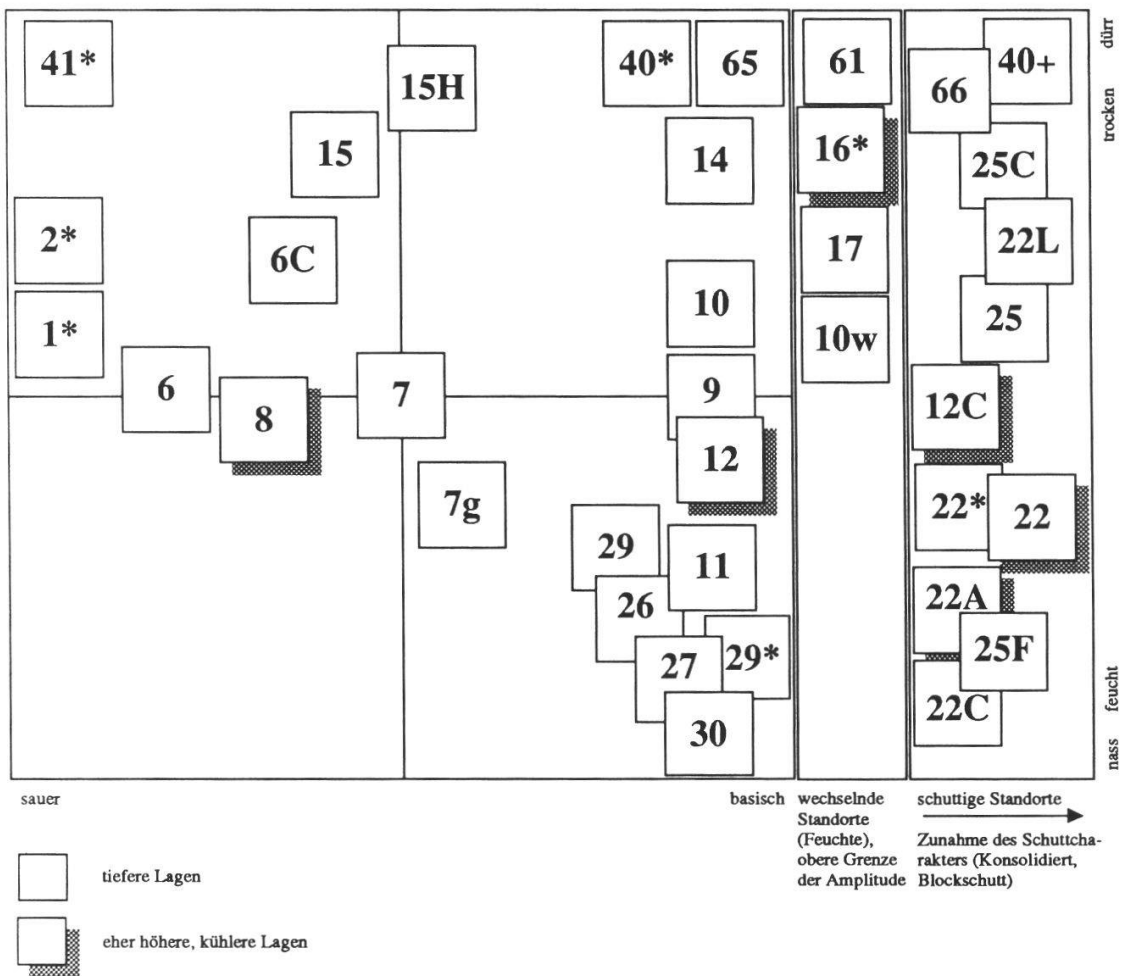 41*
15H
40*
65
61
66
40+
dürr
15
14
16*
25C
trocken
2*
6C
17
22L
1*
10
10w
25
6
8
7
9
12C
12
7g
22*
22
29
11
26
22A
27
29*
25F
30
22C
feucht
nass
sauer
basisch
wechselnde
Standorte
(Feuchte),
obere Grenze
der Amplitude
schuttige Standorte
Zunahme des Schuttcha-
rakters (Konsolidiert,
Blockschutt)
tiefere Lagen
eher höhere, kühlere Lagen